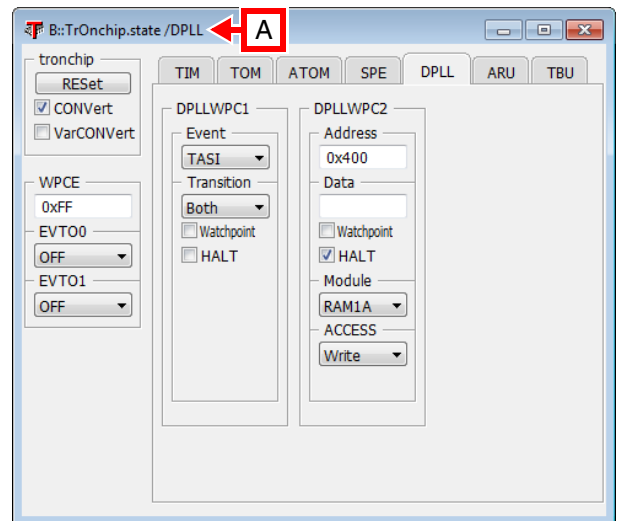 B::TrOnchip.state /DPLL
A
tronchip
RESet
CONVert
VarCONVert
WPCE
0xFF
EVTO0
OFF
EVTO1
OFF
TIM TOM ATOM SPE DPLL ARU TBU
DPLLWPC1
Event
TASI
Transition
Both
Watchpoint
HALT
DPLLWPC2
Address
0x400
Data
Watchpoint
HALT
Module
RAM1A
ACCESS
Write